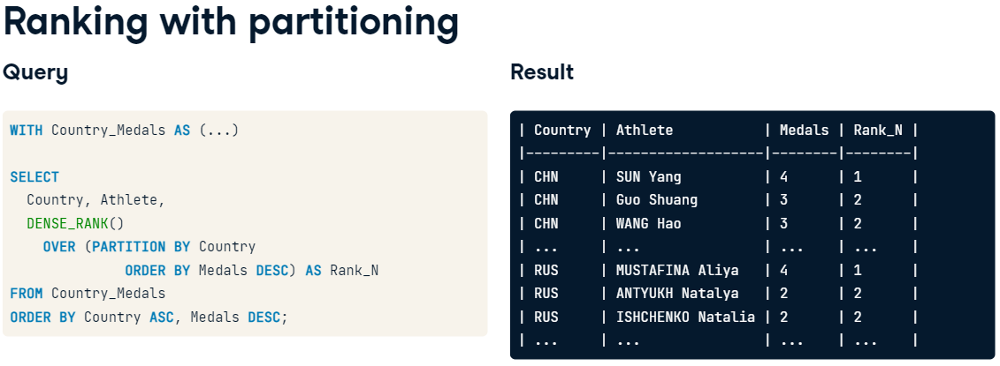 Ranking with partitioning
Query
WITH Country_Medals AS (...)
SELECT
Country, Athlete,
DENSE_RANK()
OVER (PARTITION BY Country
ORDER BY Medals DESC) AS Rank_N
FROM Country_Medals
ORDER BY Country ASC, Medals DESC;
Result
| Country | Athlete | Medals | Rank_N |
|---------|-------------------|--------|--------|
| CHN | SUN Yang | 4 | 1 |
| CHN | Guo Shuang | 3 | 2 |
| CHN | WANG Hao | 3 | 2 |
| ... | ... | ... | ... |
| RUS | MUSTAFINA Aliya | 4 | 1 |
| RUS | ANTYUKH Natalya | 2 | 2 |
| RUS | ISHCHENKO Natalia | 2 | 2 |
| ... | ... | ... | ... |